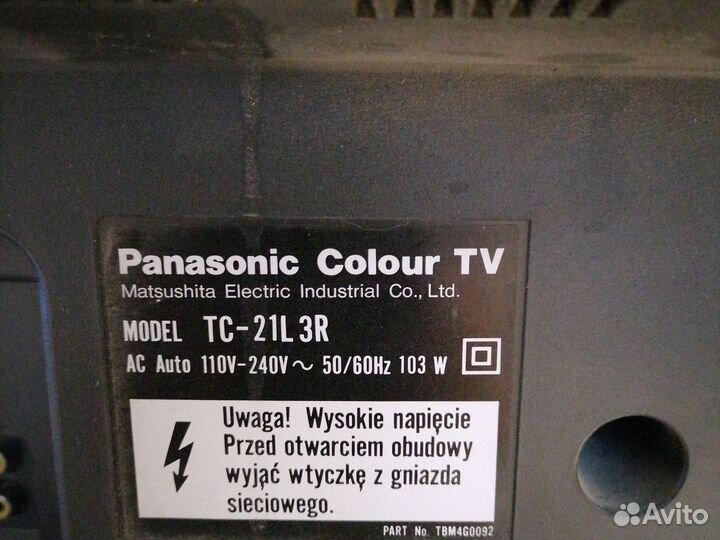 Panasonic Colour TV
Matsushita Electric Industrial Co., Ltd.
MODEL TC-21L3R
AC Auto 110V-240V ~ 50/60Hz 103 W
Uwaga! Wysokie napięcie
Przed otwarciem obudowy
wyjąć wtyczkę z gniazda
sieciowego.
PART No. TBM4G0092
Avito